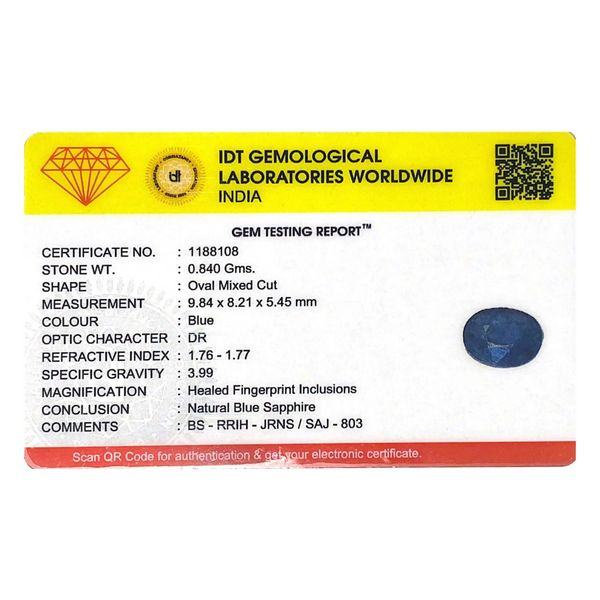 IDT GEMOLOGICAL
LABORATORIES WORLDWIDE
INDIA
GEM TESTING REPORT™
CERTIFICATE NO. : 1188108
STONE WT. : 0.840 Gms.
SHAPE : Oval Mixed Cut
MEASUREMENT : 9.84 x 8.21 x 5.45 mm
COLOUR : Blue
OPTIC CHARACTER : DR
REFRACTIVE INDEX : 1.76 - 1.77
SPECIFIC GRAVITY : 3.99
MAGNIFICATION : Healed Fingerprint Inclusions
CONCLUSION : Natural Blue Sapphire
COMMENTS : BS - RRIH - JRNS / SAJ - 803
Scan QR Code for authentication & get your electronic certificate.